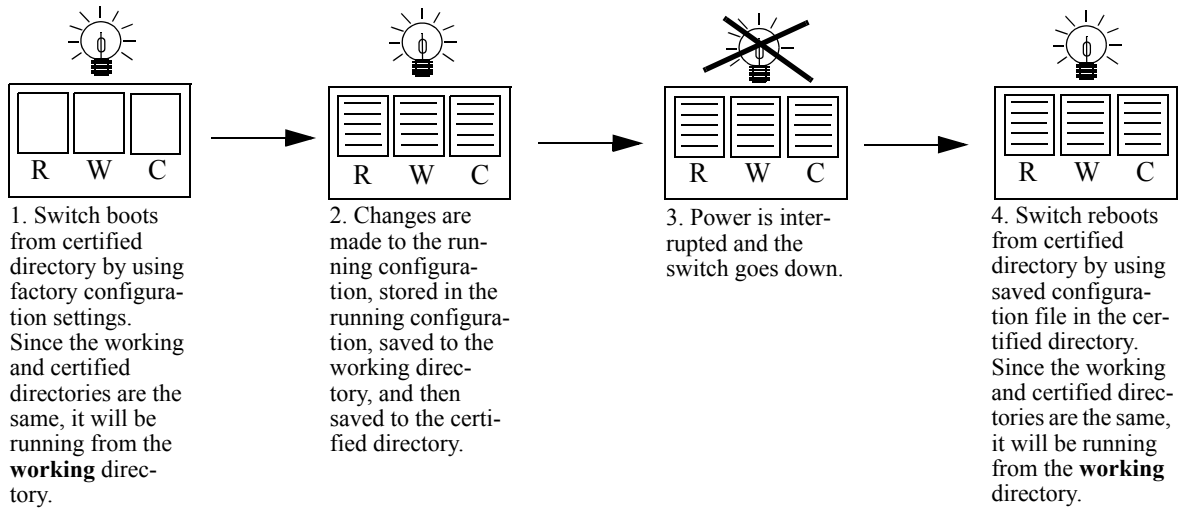 R W C
1. Switch boots
from certified
directory by using
factory configura-
tion settings.
Since the working
and certified
directories are the
same, it will be
running from the
working direc-
tory.
R W C
2. Changes are
made to the run-
ning configura-
tion, stored in the
running configura-
tion, saved to the
working direc-
tory, and then
saved to the certi-
fied directory.
R W C
3. Power is inter-
rupted and the
switch goes down.
R W C
4. Switch reboots
from certified
directory by using
saved configura-
tion file in the cer-
tified directory.
Since the working
and certified direc-
tories are the same,
it will be running
from the working
directory.